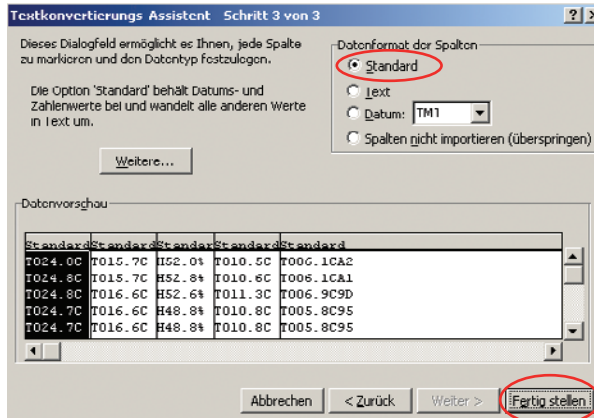 Textkonvertierungs Assistent Schritt 3 von 3
Dieses Dialogfeld ermöglicht es Ihnen, jede Spalte
zu markieren und den Datentyp festzulegen.
Die Option 'Standard' behält Datums- und
Zahlenwerte bei und wandelt alle anderen Werte
in Text um.
Weitere...
Datenformat der Spalten
Standard
Text
Datum: TM1
Spalten nicht importieren (überspringen)
Datenvorschau
Standard Standard Standar Standard Standard
T024.0C T015.7C H52.0% T010.5C T006.1CA2
T024.8C T015.7C H52.8% T010.6C T006.1CA1
T024.8C T016.6C H52.6% T011.3C T006.9C9D
T024.7C T016.6C H48.8% T010.8C T005.8C95
T024.7C T016.6C H48.8% T010.8C T005.8C95
Abbrechen
< Zurück
Weiter >
Fertig stellen